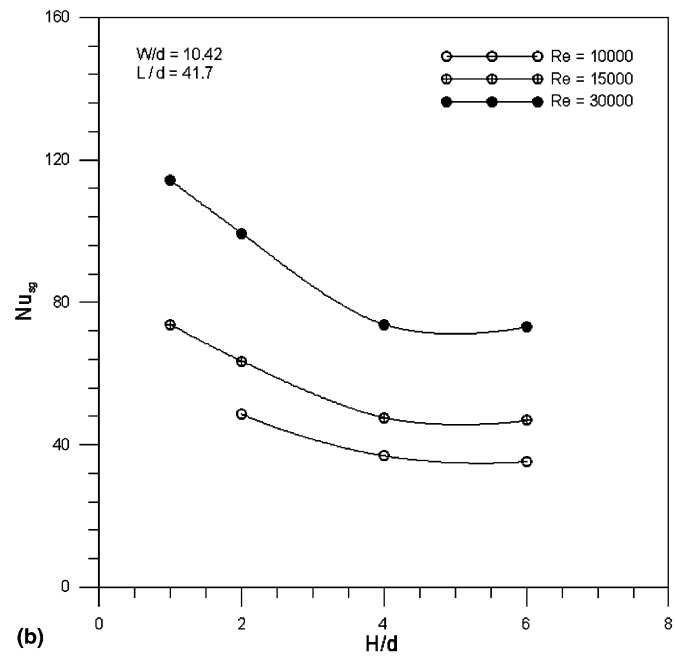 160
W/d = 10.42
L / d = 41.7
Re = 10000
Re = 15000
Re = 30000
120
80
Nu_sg
40
0
0 2 4 6 8
H/d
(b)